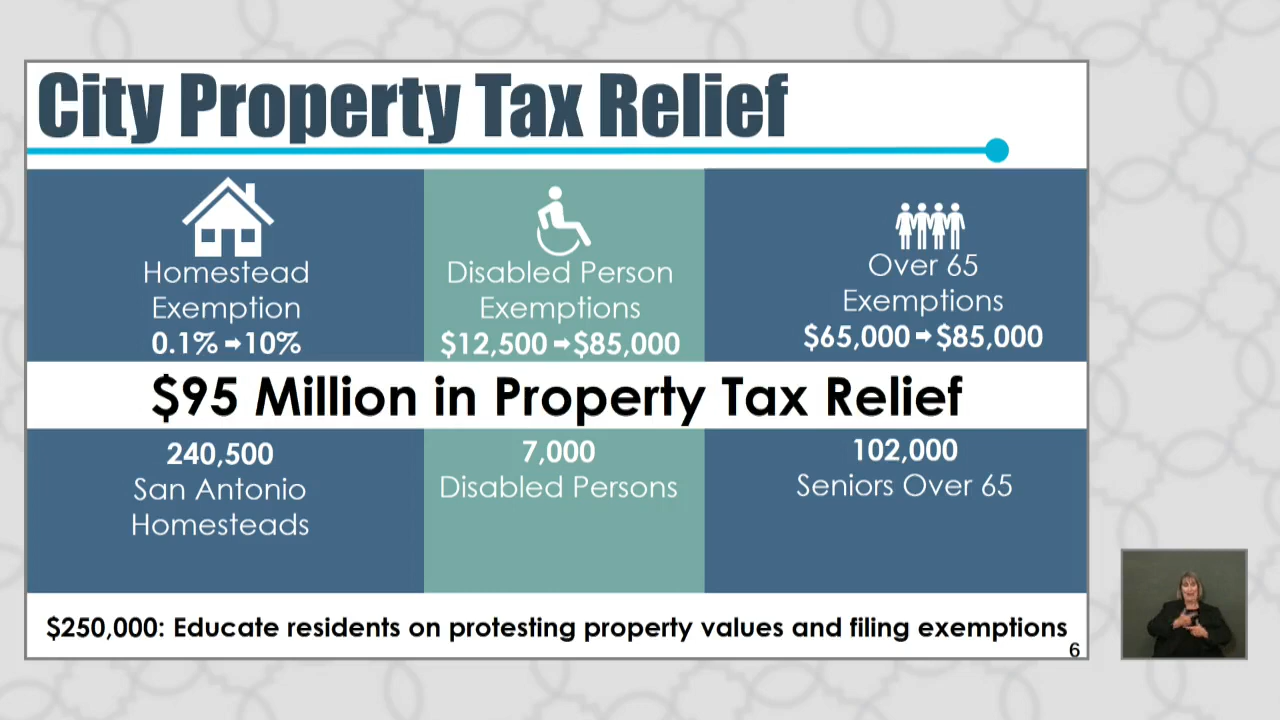 City Property Tax Relief
Homestead
Exemption
0.1% ➡ 10%
Disabled Person
Exemptions
$12,500 ➡ $85,000
Over 65
Exemptions
$65,000 ➡ $85,000
$95 Million in Property Tax Relief
240,500
San Antonio
Homesteads
7,000
Disabled Persons
102,000
Seniors Over 65
$250,000: Educate residents on protesting property values and filing exemptions
6